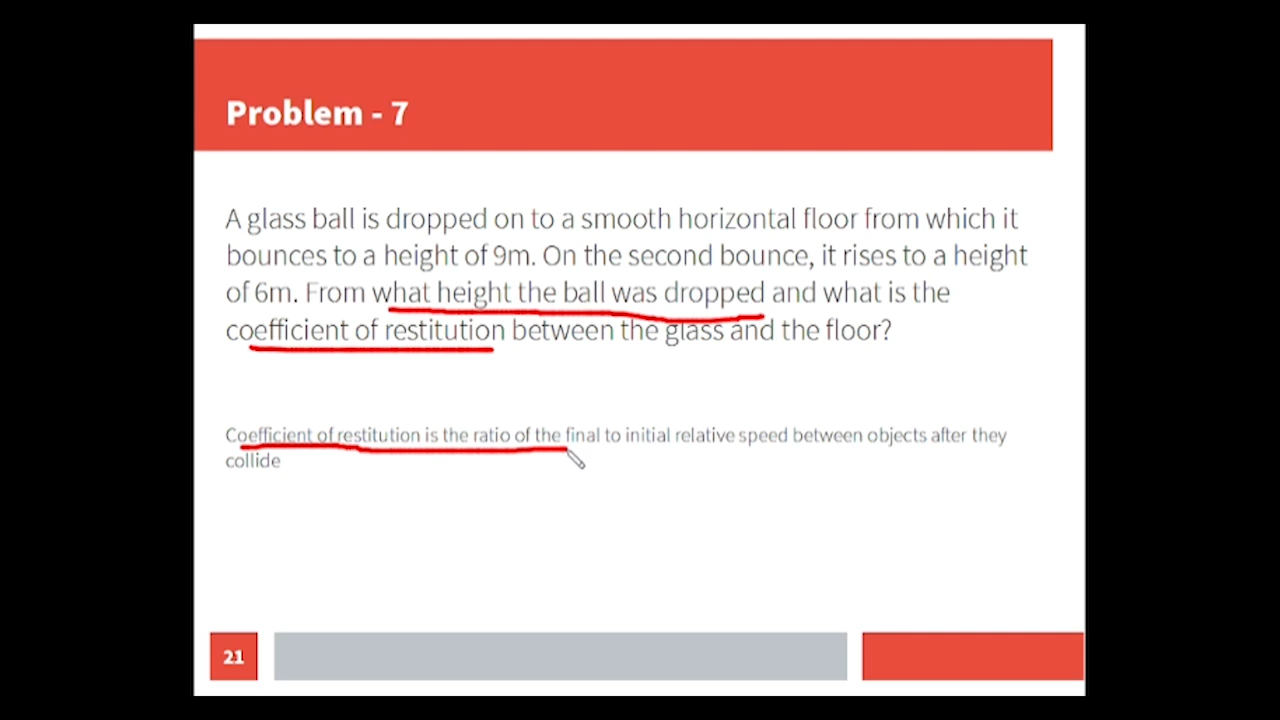 Problem - 7
A glass ball is dropped on to a smooth horizontal floor from which it
bounces to a height of 9m. On the second bounce, it rises to a height
of 6m. From what height the ball was dropped and what is the
coefficient of restitution between the glass and the floor?
Coefficient of restitution is the ratio of the final to initial relative speed between objects after they
collide
21